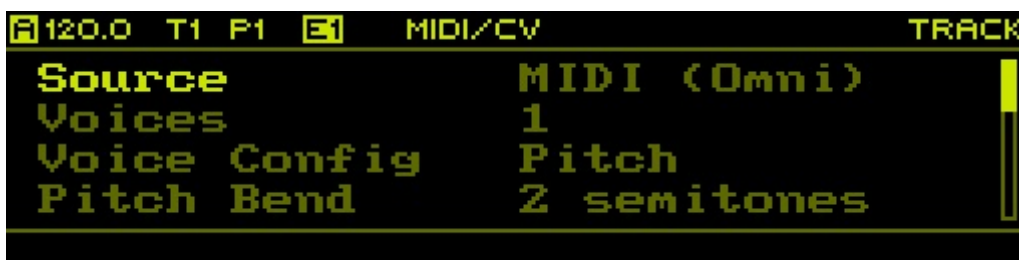 A 120.0 T1 P1 E1 MIDI/CV TRACK
Source MIDI (Omni)
Voices 1
Voice Config Pitch
Pitch Bend 2 semitones